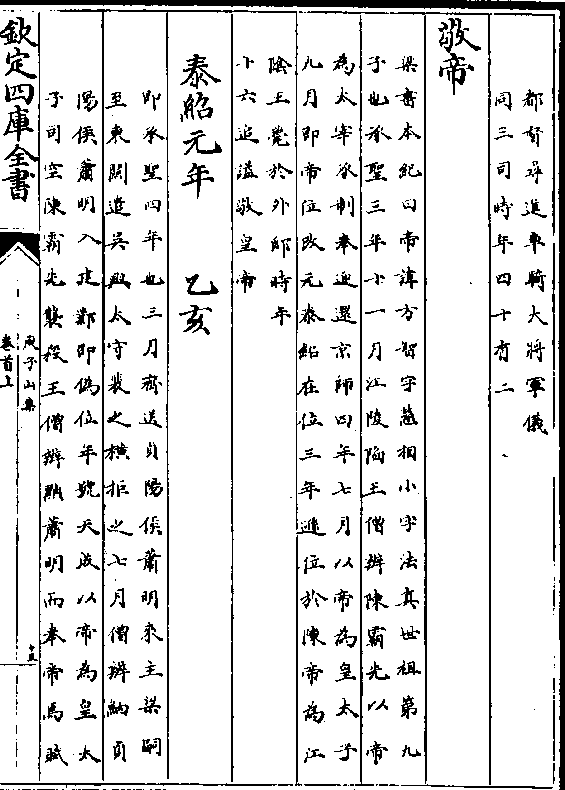 都督尋進車騎大將軍儀
同三司時年四十有二
敬帝
梁書本紀曰帝諱方智字慧相小字法真世祖第九
子也承聖三年十一月江陵陷王僧辯陳霸先以帝
為太宰承制奉迎還京師四年七月以帝為皇太子
九月即帝位改元泰紹在位三年遜位於陳帝為江
陰王薨於外邸時年
十六追諡敬皇帝
泰紹元年 乙亥
即承聖四年也三月齊送貞陽侯蕭明來主梁嗣
至東關遣吳興太守裴之橫拒之七月僧辯納貞
陽侯蕭明入建鄴即偽位年號天成以帝為皇太
子司空陳霸先襲殺王僧辯黜蕭明而奉帝焉賦
欽定四庫全書
庾子山集
卷首上
十五